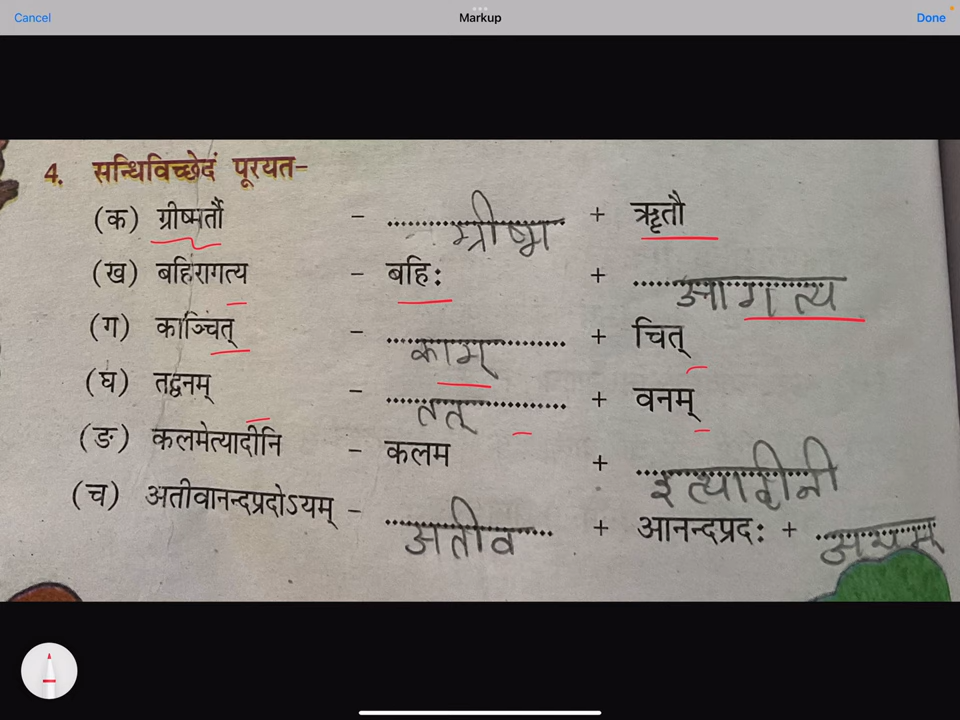 Cancel Markup Done
4. सन्धिविच्छेदं पूरयत-
(क) ग्रीष्मर्तौ - ग्रीष्म + ऋतौ
(ख) बहिरागत्य - बहिः + आगत्य
(ग) काञ्चित् - काम् + चित्
(घ) तद्वनम् - तत् + वनम्
(ङ) कलमेत्यादीनि - कलम + इत्यादीनी
(च) अतीवानन्दप्रदोऽयम् - अतीव + आनन्दप्रदः + अयम्